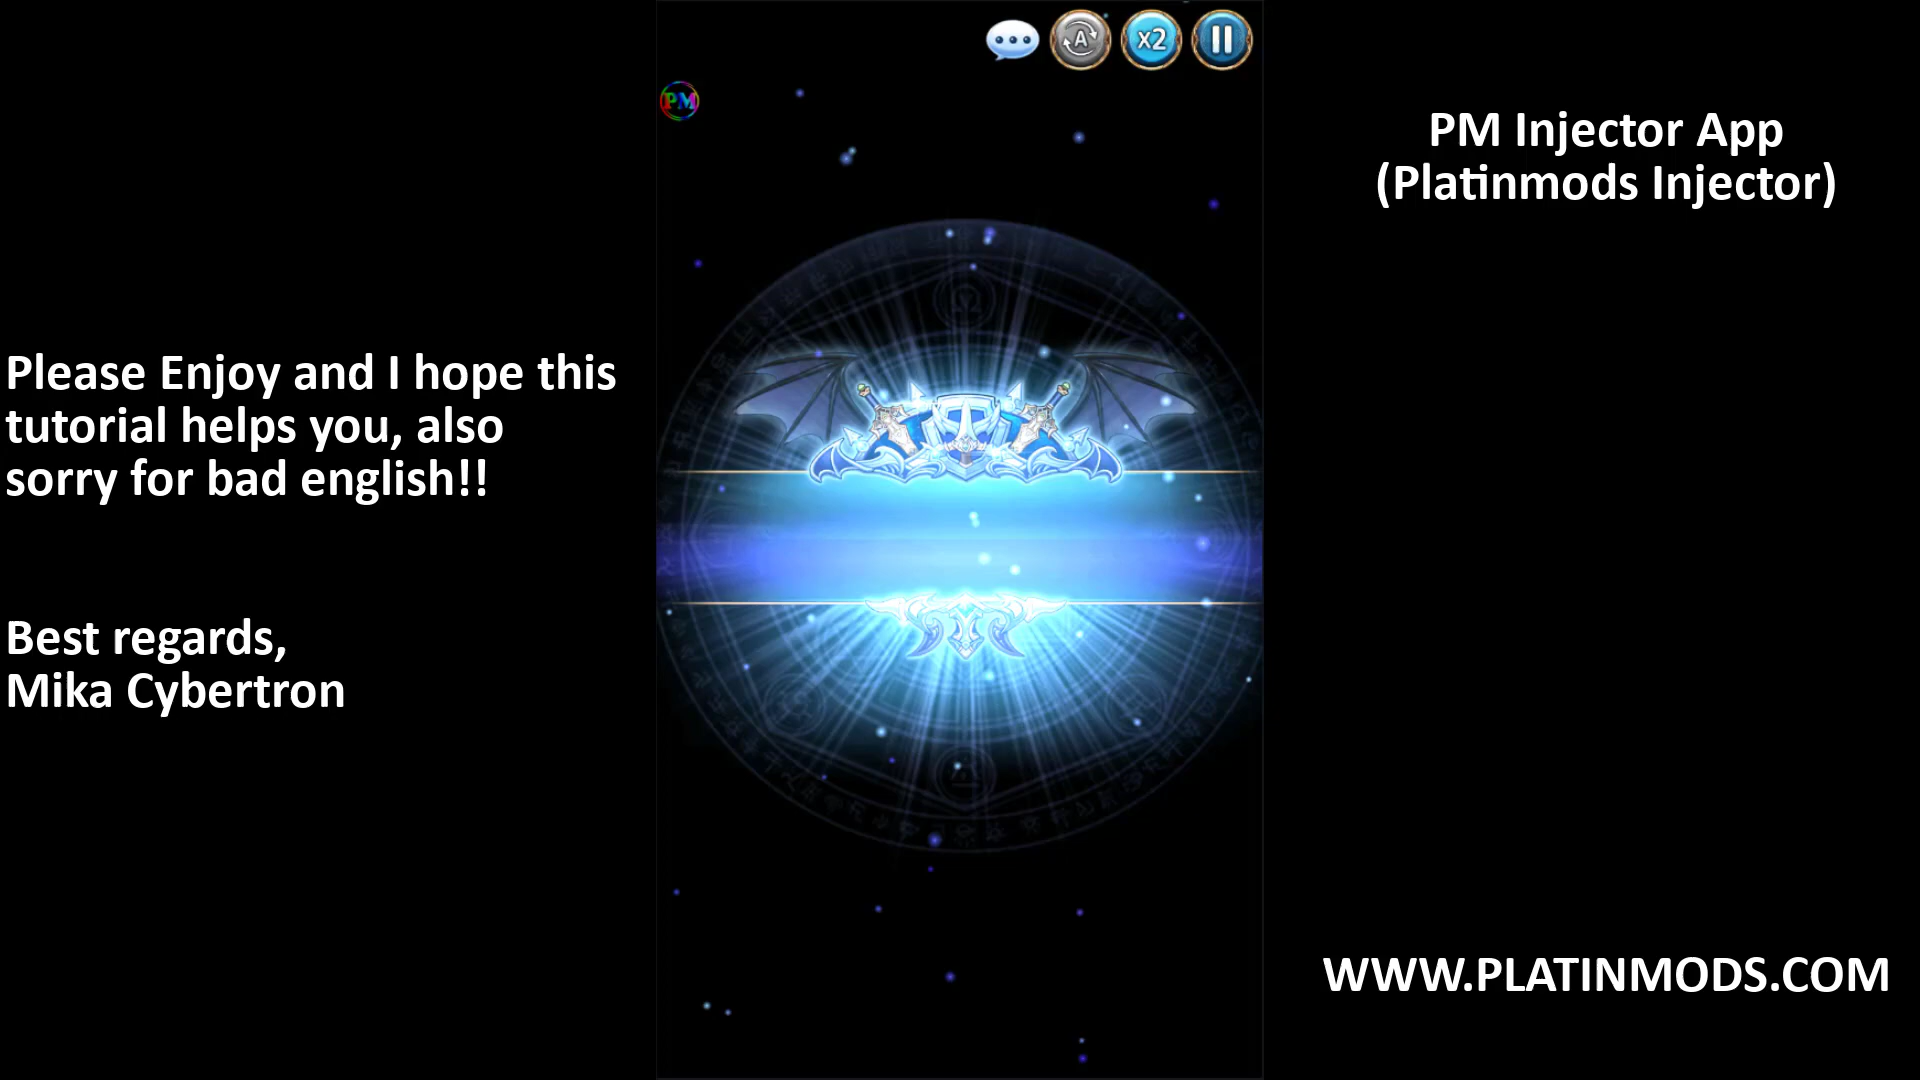 A
x2
PM
PM Injector App
(Platinmods Injector)
Please Enjoy and I hope this
tutorial helps you, also
sorry for bad english!!
Best regards,
Mika Cybertron
WWW.PLATINMODS.COM